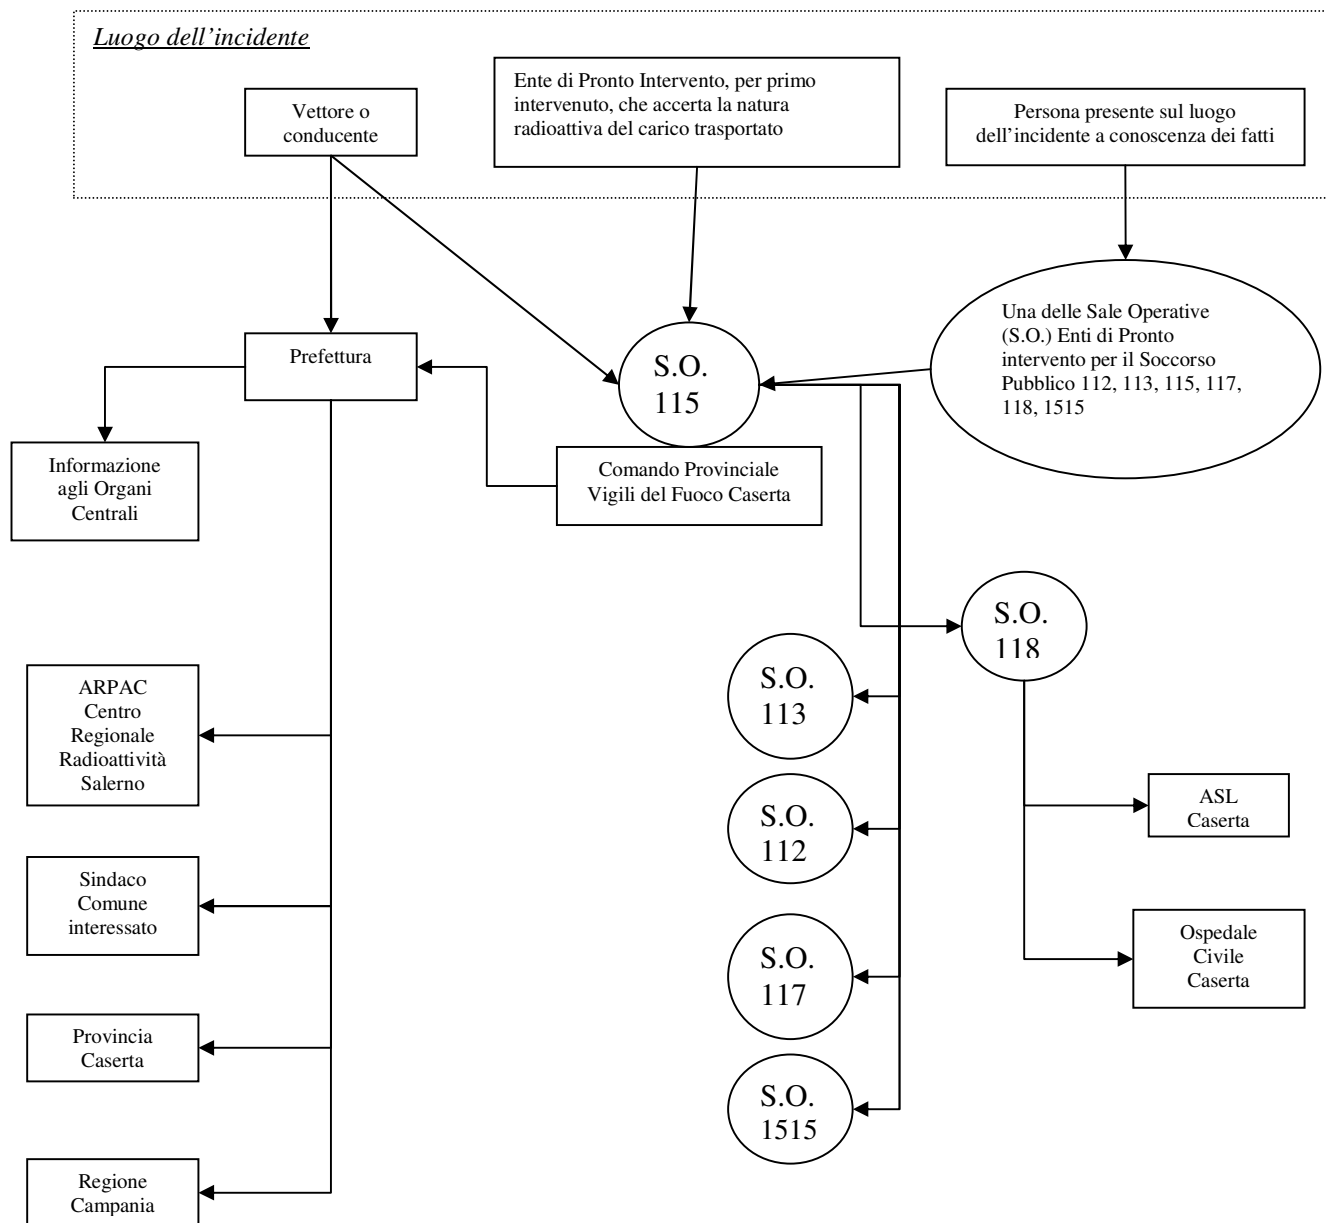 Luogo dell'incidente
Vettore o
conducente
Ente di Pronto Intervento, per primo
intervenuto, che accerta la natura
radioattiva del carico trasportato
Persona presente sul luogo
dell'incidente a conoscenza dei fatti
Prefettura
S.O.
115
Una delle Sale Operative
(S.O.) Enti di Pronto
intervento per il Soccorso
Pubblico 112, 113, 115, 117,
118, 1515
Informazione
agli Organi
Centrali
Comando Provinciale
Vigili del Fuoco Caserta
S.O.
118
ARPAC
Centro
Regionale
Radioattività
Salerno
S.O.
113
S.O.
112
ASL
Caserta
Sindaco
Comune
interessato
S.O.
117
Ospedale
Civile
Caserta
Provincia
Caserta
S.O.
1515
Regione
Campania